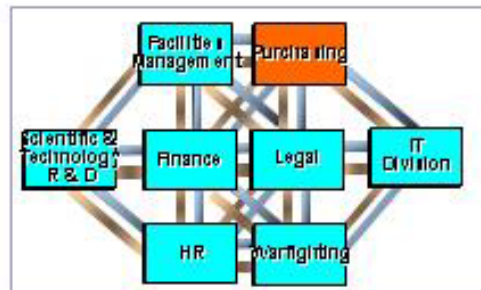 Facilities
Management
Purchasing
Scientific &
Technology
R & D
Finance
Legal
IT
Division
HR
Warfighting